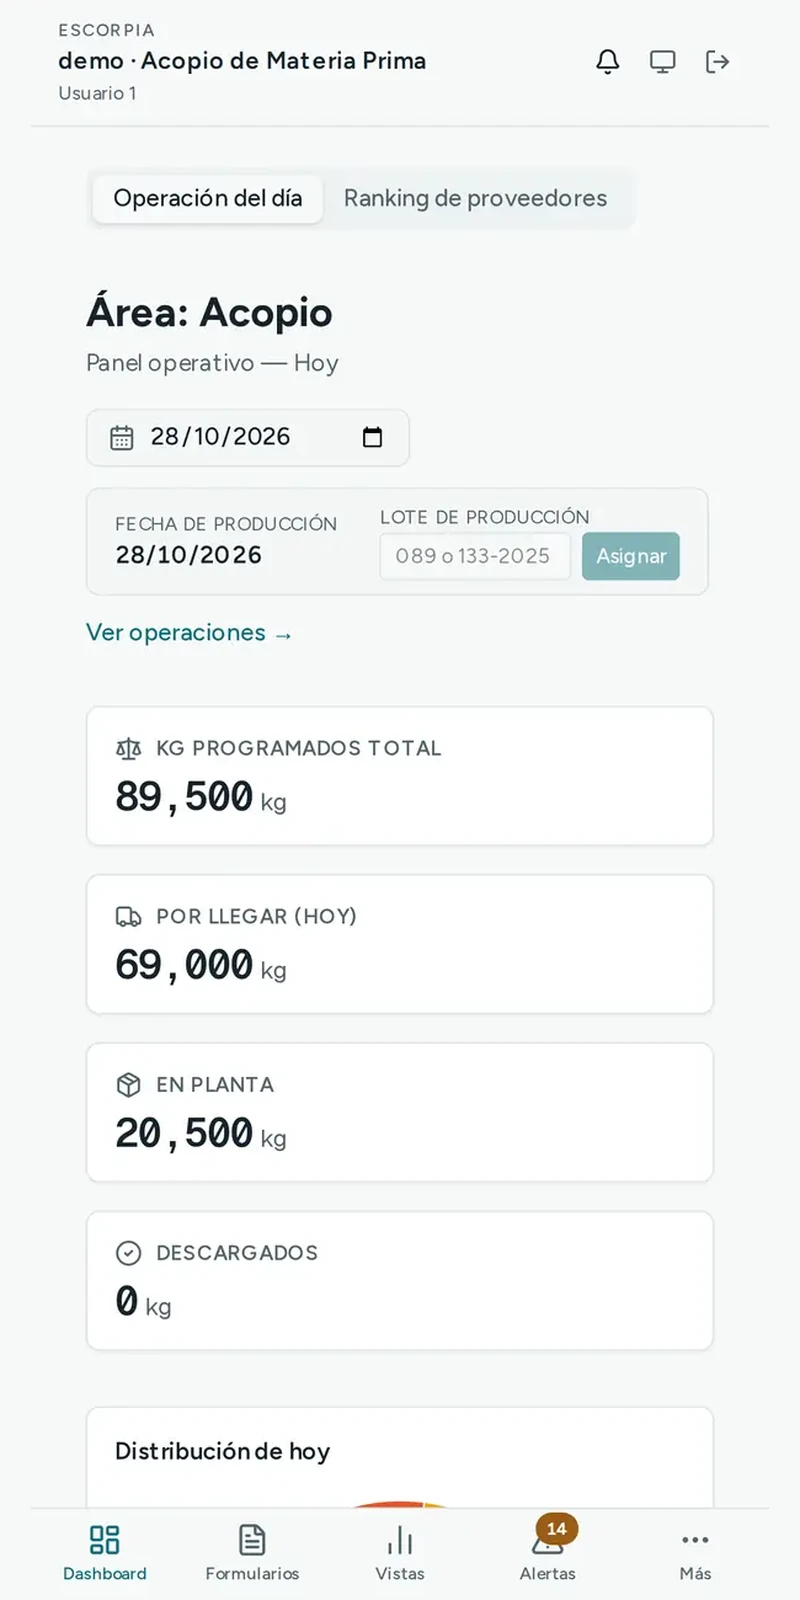 ESCORPIA
demo · Acopio de Materia Prima
Usuario 1
Operación del día
Ranking de proveedores
Área: Acopio
Panel operativo — Hoy
28/10/2026
FECHA DE PRODUCCIÓN
28/10/2026
LOTE DE PRODUCCIÓN
089 o 133-2025
Asignar
Ver operaciones →
KG PROGRAMADOS TOTAL
89,500 kg
POR LLEGAR (HOY)
69,000 kg
EN PLANTA
20,500 kg
DESCARGADOS
0 kg
Distribución de hoy
14
Dashboard
Formularios
Vistas
Alertas
Más